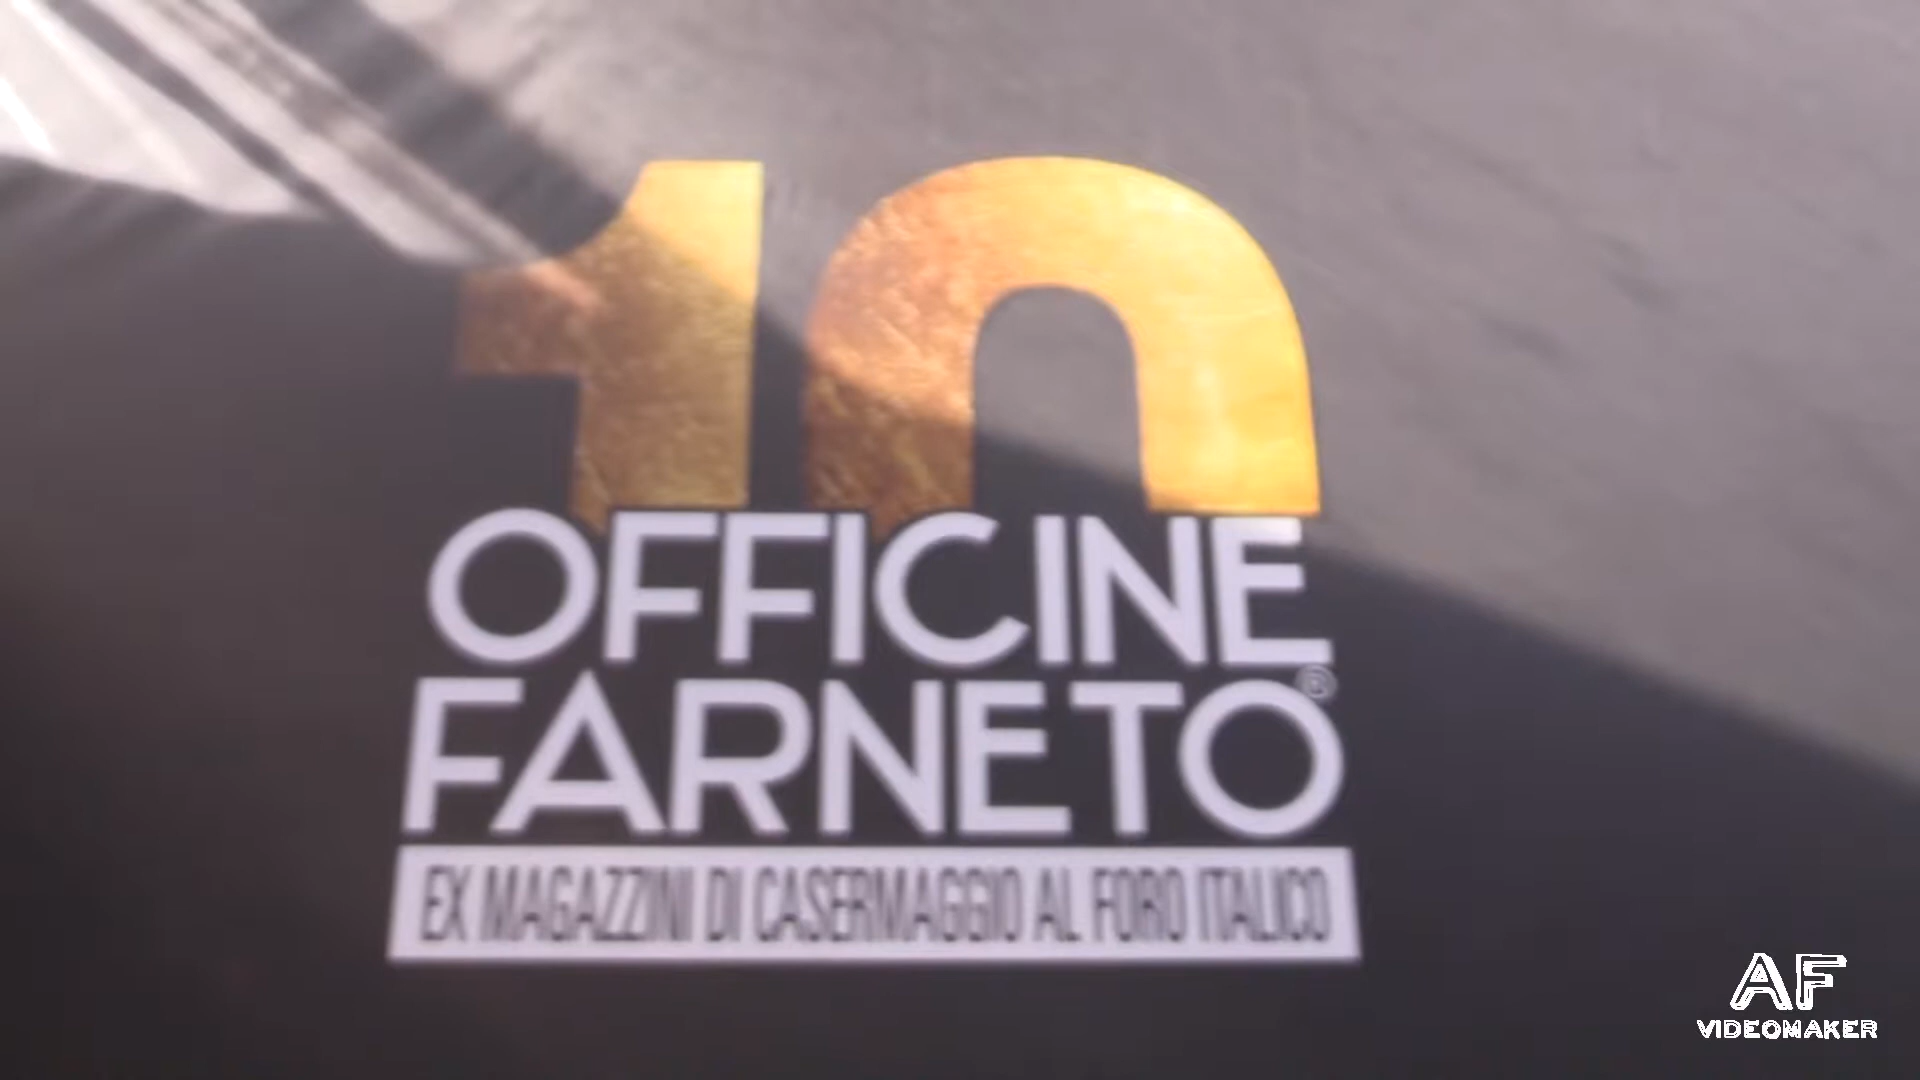 10
OFFICINE
FARNETO®
EX MAGAZZINI DI CASERMAGGIO AL FORO ITALICO
AF
VIDEOMAKER